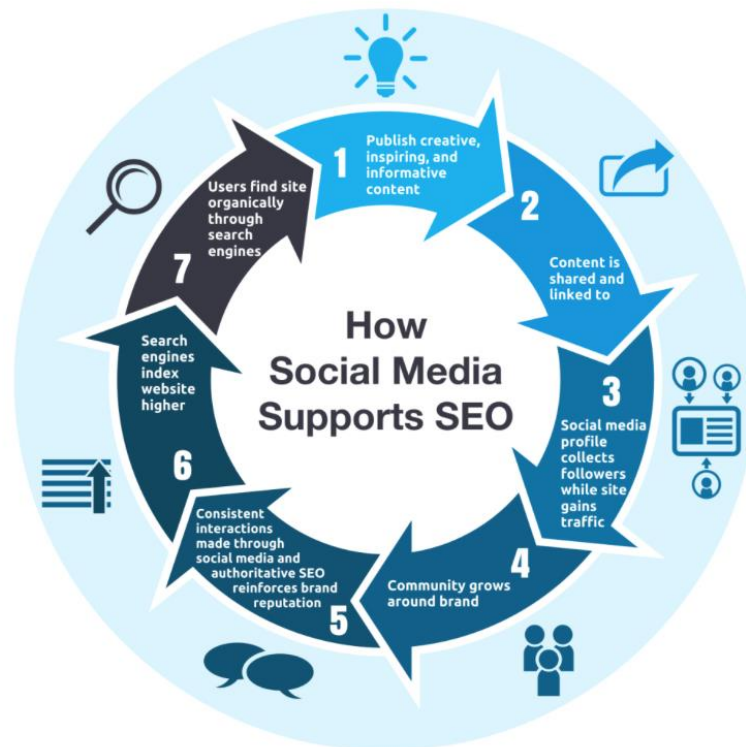 How
Social Media
Supports SEO
1
Publish creative,
inspiring, and
informative
content
2
Content is
shared and
linked to
3
Social media
profile
collects
followers
while site
gains
traffic
4
Community grows
around brand
5
Consistent
interactions
made through
social media and
authoritative SEO
reinforces brand
reputation
6
Search
engines
index
website
higher
7
Users find site
organically
through
search
engines